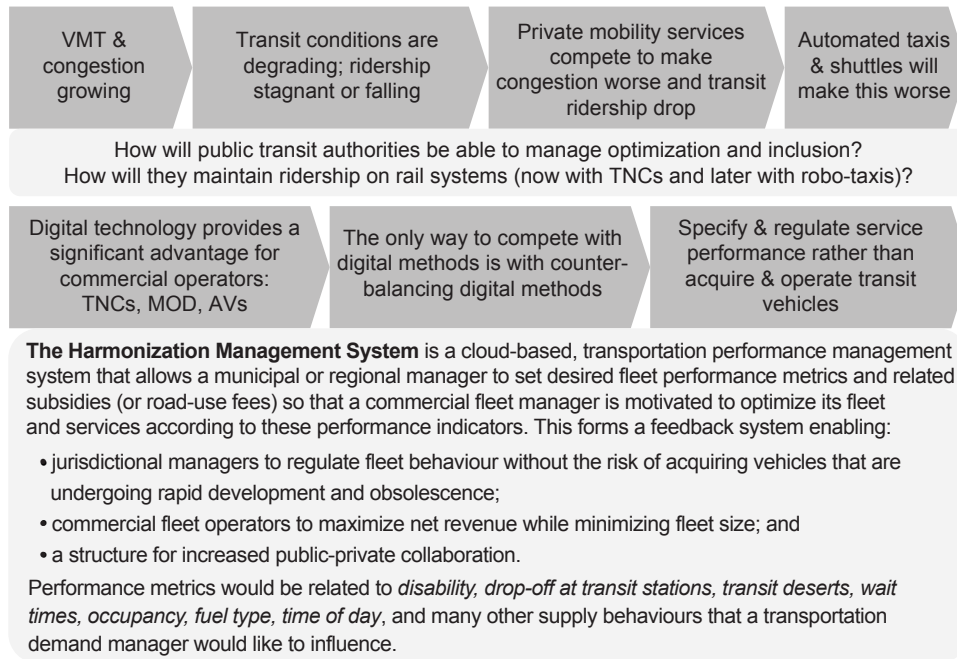 VMT &
congestion
growing
Transit conditions are
degrading; ridership
stagnant or falling
Private mobility services
compete to make
congestion worse and transit
ridership drop
Automated taxis
& shuttles will
make this worse
How will public transit authorities be able to manage optimization and inclusion?
How will they maintain ridership on rail systems (now with TNCs and later with robo-taxis)?
Digital technology provides a
significant advantage for
commercial operators:
TNCs, MOD, AVs
The only way to compete with
digital methods is with counter-
balancing digital methods
Specify & regulate service
performance rather than
acquire & operate transit
vehicles
The Harmonization Management System is a cloud-based, transportation performance management
system that allows a municipal or regional manager to set desired fleet performance metrics and related
subsidies (or road-use fees) so that a commercial fleet manager is motivated to optimize its fleet
and services according to these performance indicators. This forms a feedback system enabling:
• jurisdictional managers to regulate fleet behaviour without the risk of acquiring vehicles that are
undergoing rapid development and obsolescence;
• commercial fleet operators to maximize net revenue while minimizing fleet size; and
• a structure for increased public-private collaboration.
Performance metrics would be related to disability, drop-off at transit stations, transit deserts, wait
times, occupancy, fuel type, time of day, and many other supply behaviours that a transportation
demand manager would like to influence.